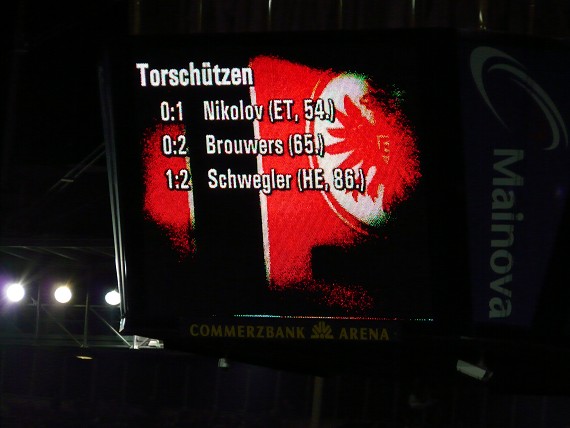 Torschützen
0:1 Nikolov (ET, 54.)
0:2 Brouwers (65.)
1:2 Schwegler (HE, 86.)
COMMERZBANK ARENA
Mainova